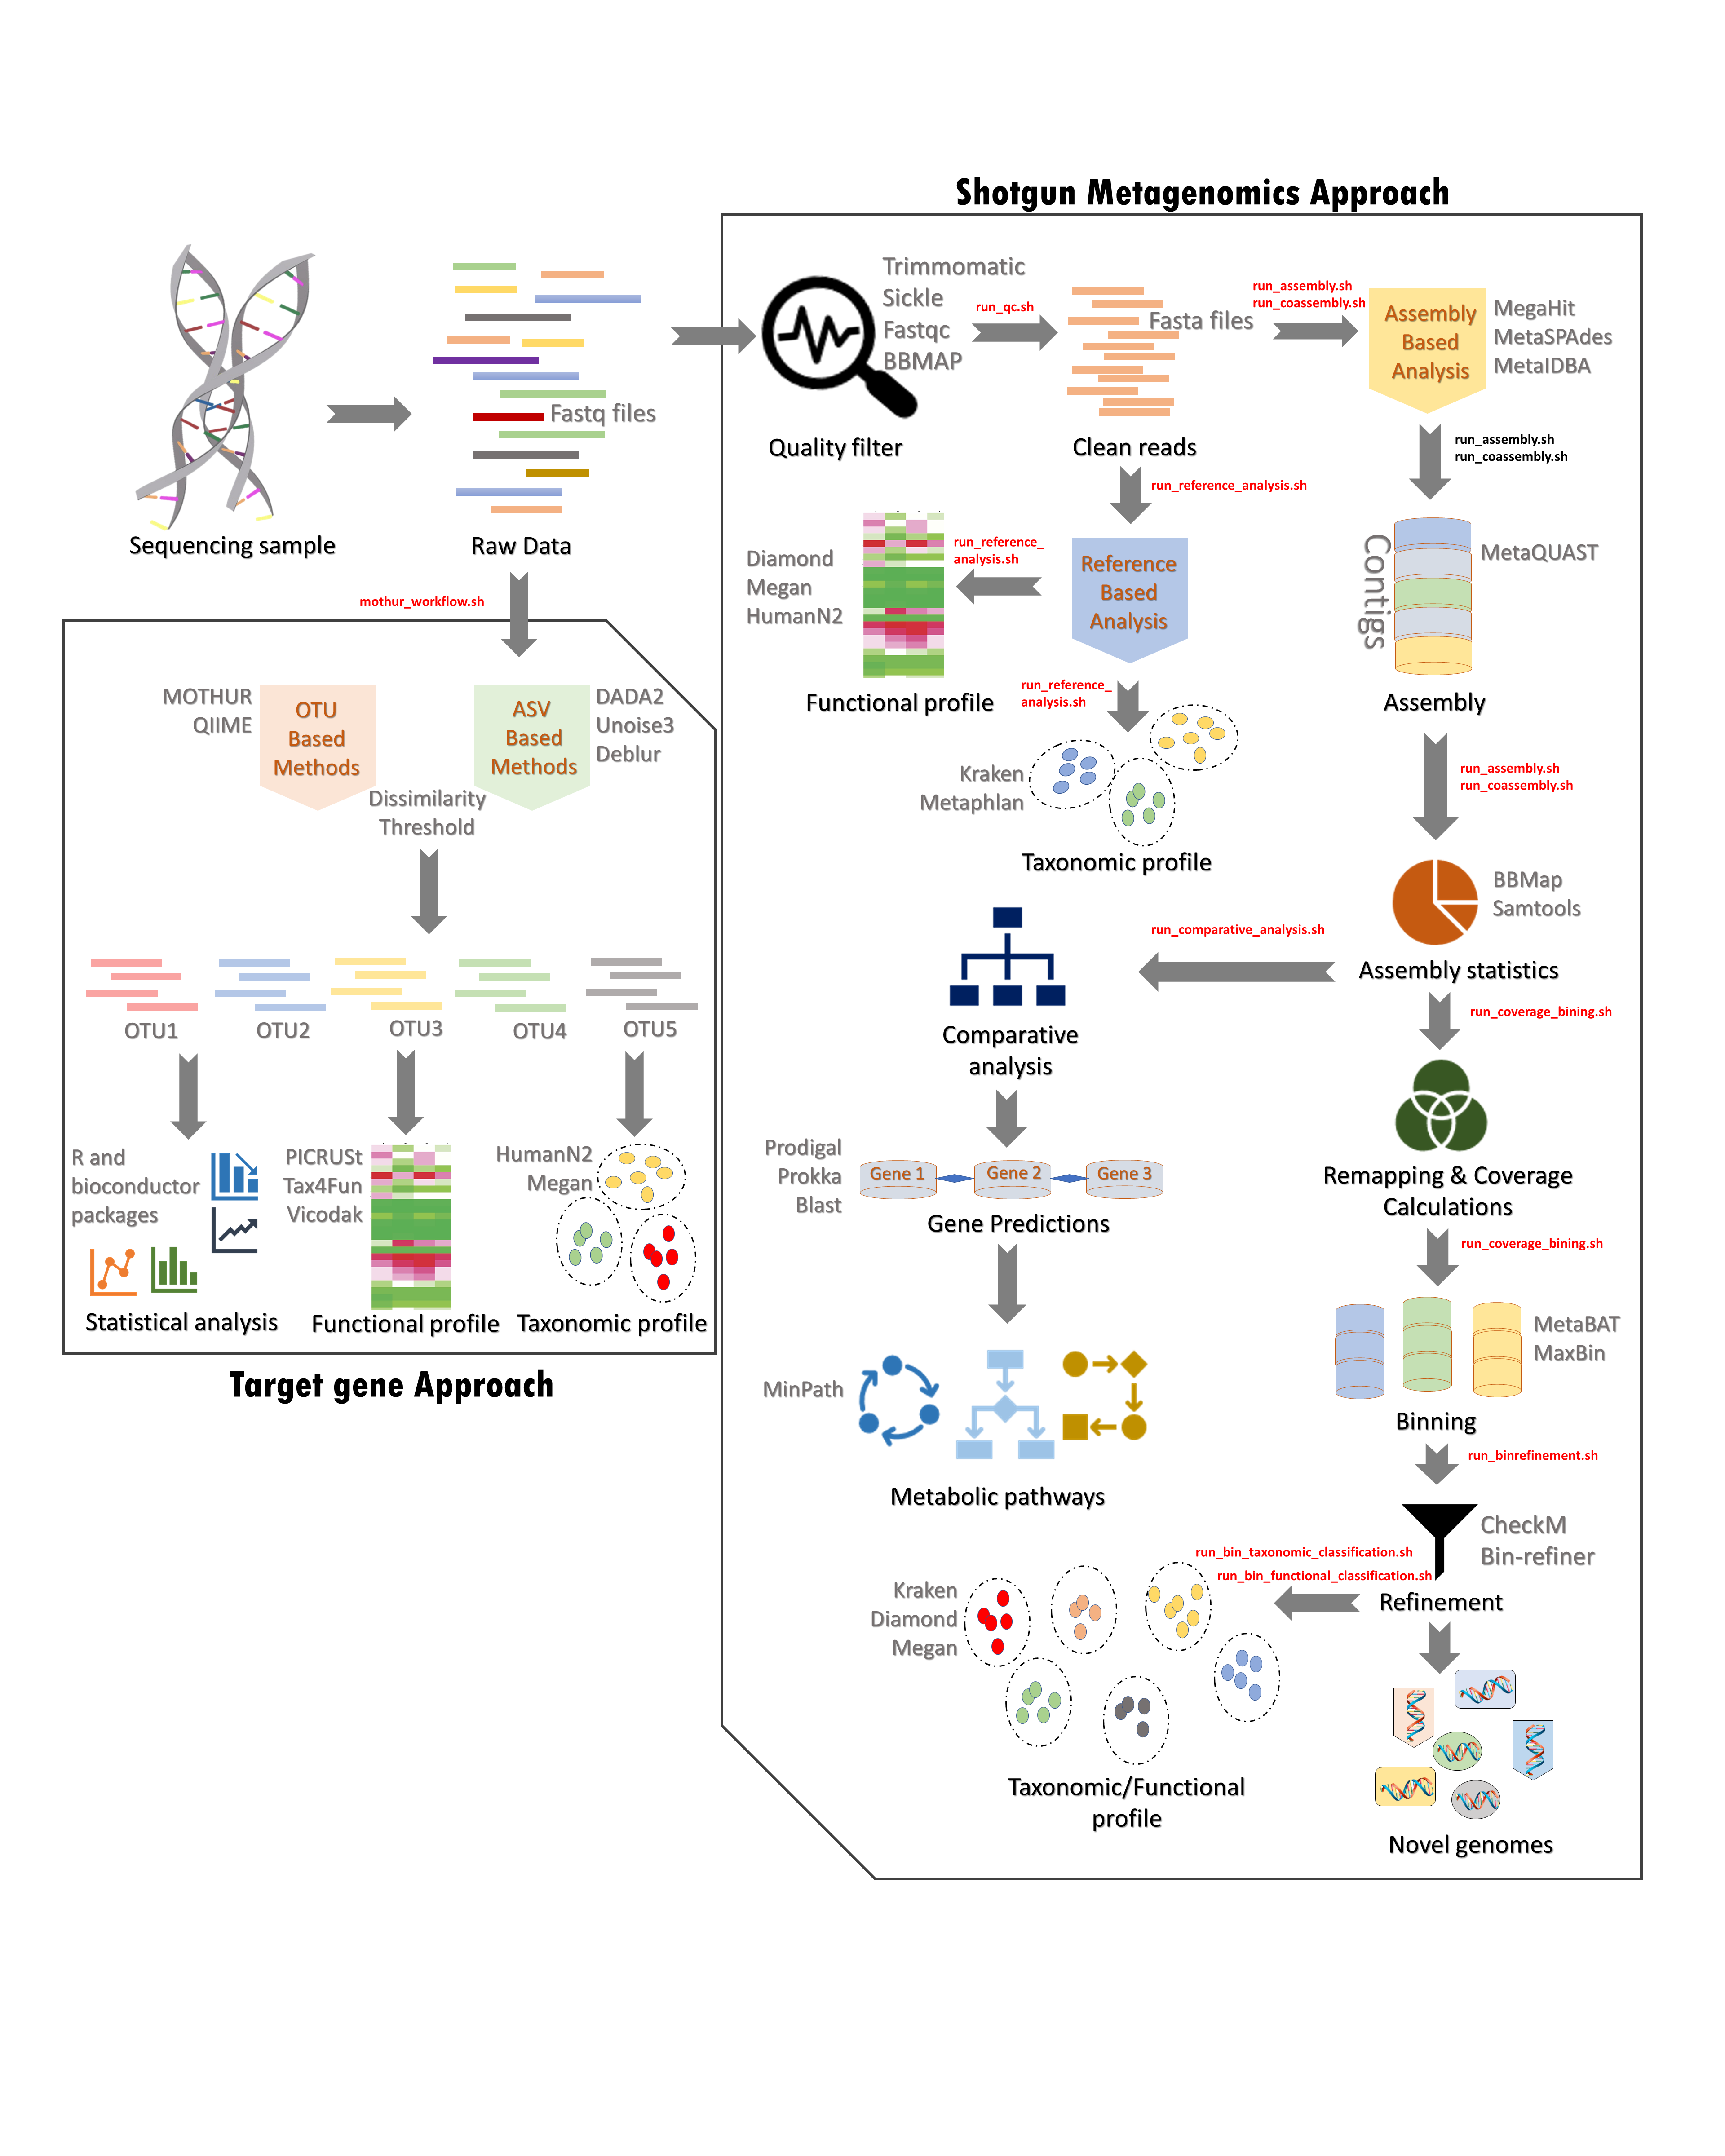 Shotgun Metagenomics Approach
Sequencing sample
Fastq files
Raw Data
mothur_workflow.sh
Trimmomatic
Sickle
Fastqc
BBMAP
Quality filter
run_qc.sh
Fasta files
Clean reads
run_assembly.sh
run_coassembly.sh
Assembly
Based
Analysis
MegaHit
MetaSPAdes
MetaIDBA
run_assembly.sh
run_coassembly.sh
run_reference_analysis.sh
Reference
Based
Analysis
run_reference_
analysis.sh
Diamond
Megan
HumanN2
Functional profile
run_reference_
analysis.sh
Kraken
Metaphlan
Taxonomic profile
Contigs
MetaQUAST
Assembly
run_assembly.sh
run_coassembly.sh
BBMap
Samtools
Assembly statistics
run_comparative_analysis.sh
Comparative
analysis
Prodigal
Prokka
Blast
Gene 1
Gene 2
Gene 3
Gene Predictions
MinPath
Metabolic pathways
run_coverage_bining.sh
Remapping & Coverage
Calculations
run_coverage_bining.sh
MetaBAT
MaxBin
Binning
run_binrefinement.sh
CheckM
Bin-refiner
Refinement
run_bin_taxonomic_classification.sh
run_bin_functional_classification.sh
Kraken
Diamond
Megan
Taxonomic/Functional
profile
Novel genomes
MOTHUR
QIIME
OTU
Based
Methods
ASV
Based
Methods
DADA2
Unoise3
Deblur
Dissimilarity
Threshold
OTU1
OTU2
OTU3
OTU4
OTU5
R and
bioconductor
packages
Statistical analysis
PICRUSt
Tax4Fun
Vicodak
Functional profile
HumanN2
Megan
Taxonomic profile
Target gene Approach